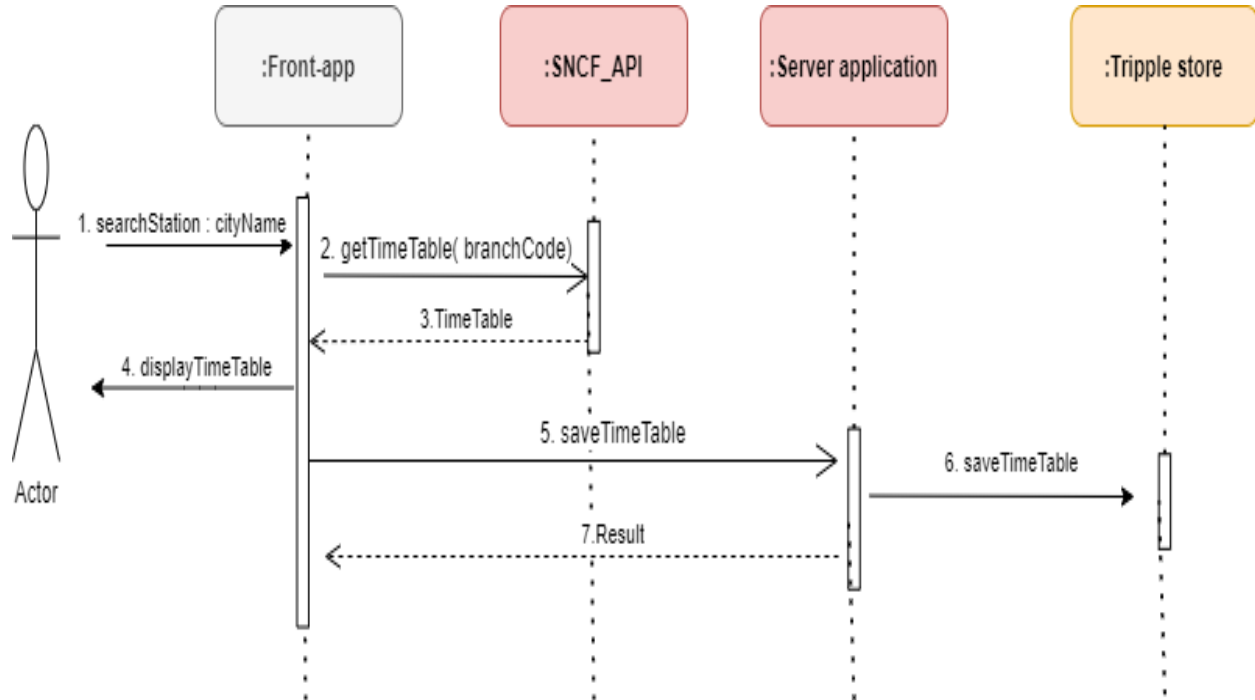 :Front-app
:SNCF_API
:Server application
:Tripple store
1. searchStation : cityName
2. getTimeTable( branchCode)
3.TimeTable
4. displayTimeTable
5. saveTimeTable
6. saveTimeTable
7.Result
Actor